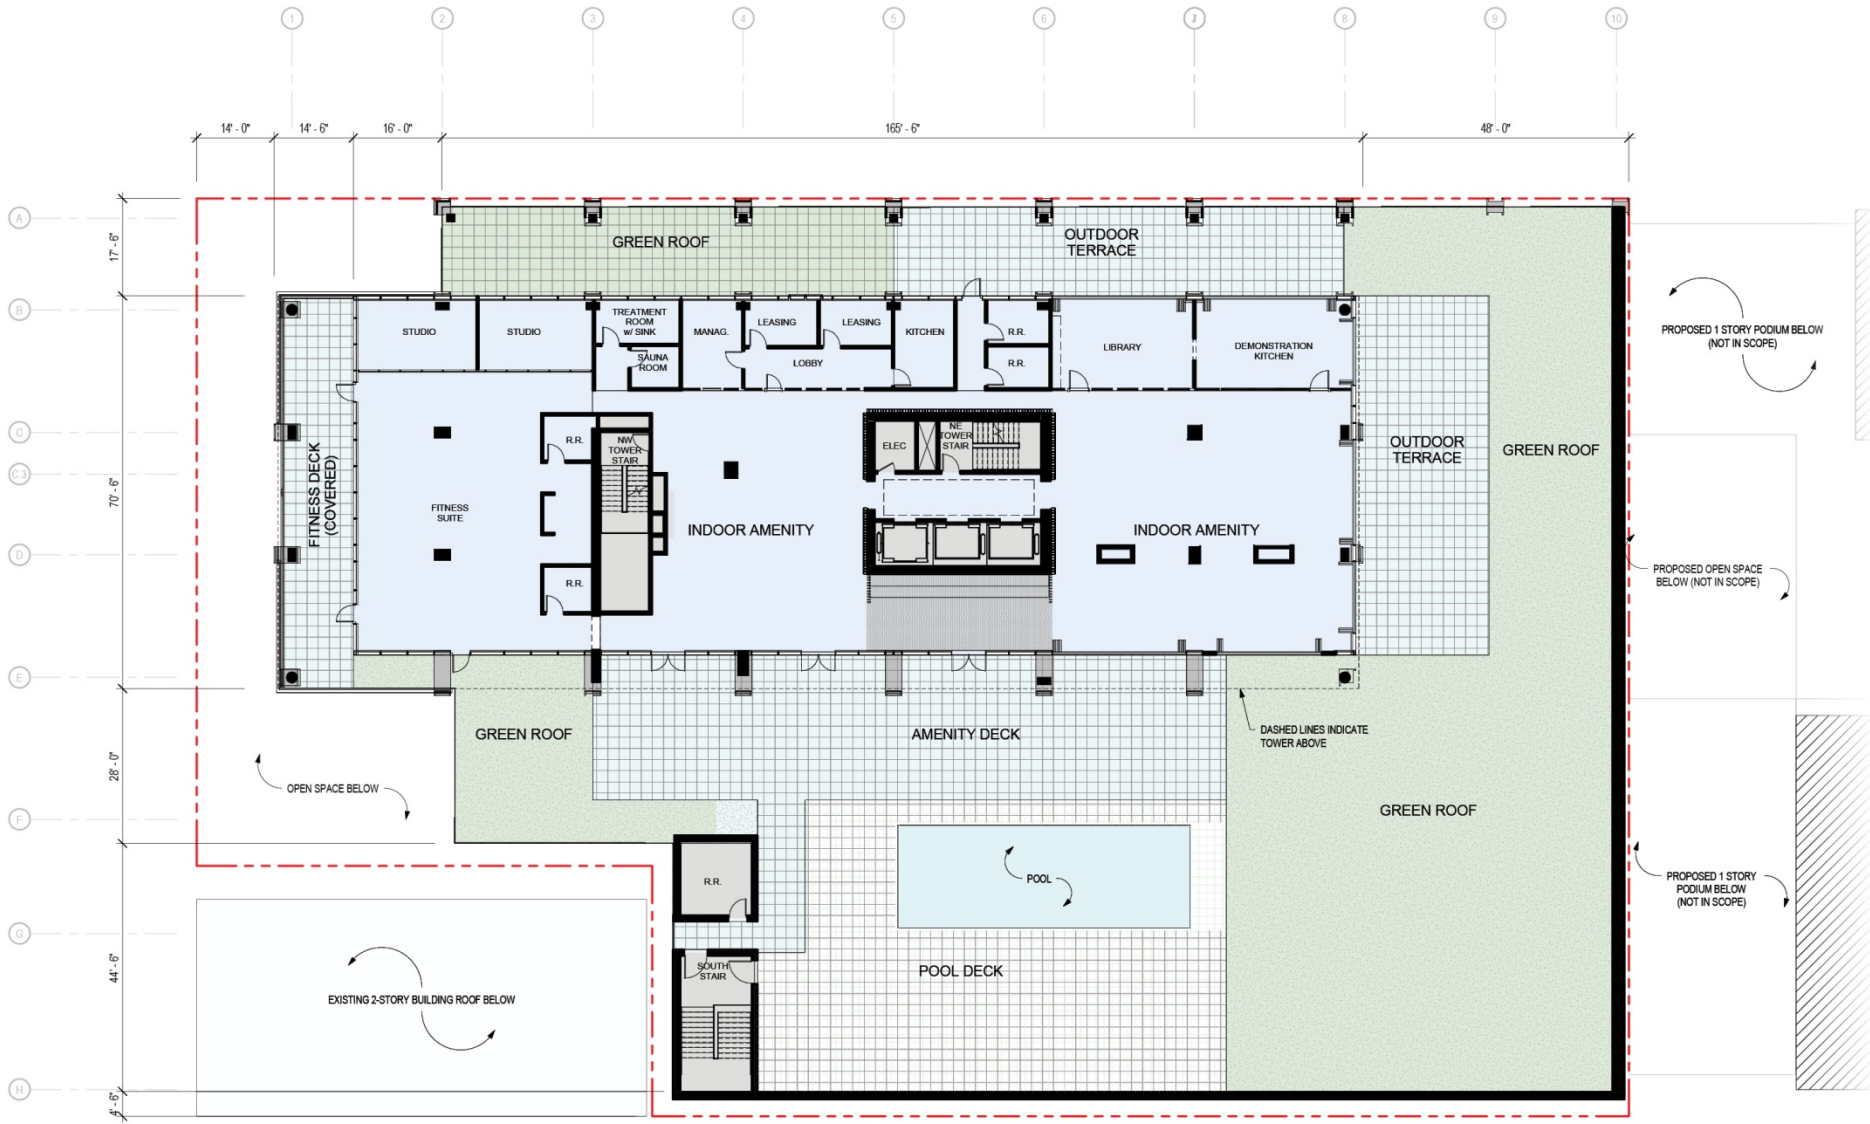 1 2 3 4 5 6 8 9 10
14' - 0" 14' - 6" 16' - 0" 165' - 6" 48' - 0"
A
17' - 6"
GREEN ROOF
OUTDOOR
TERRACE
B
STUDIO
STUDIO
TREATMENT
ROOM
w/ SINK
SAUNA
ROOM
MANAG.
LEASING
LEASING
LOBBY
KITCHEN
R.R.
R.R.
LIBRARY
DEMONSTRATION
KITCHEN
PROPOSED 1 STORY PODIUM BELOW
(NOT IN SCOPE)
C
C.3
70' - 6"
FITNESS DECK
(COVERED)
R.R.
NW
TOWER
STAIR
ELEC
NE
TOWER
STAIR
OUTDOOR
TERRACE
GREEN ROOF
FITNESS
SUITE
INDOOR AMENITY
INDOOR AMENITY
D
R.R.
PROPOSED OPEN SPACE
BELOW (NOT IN SCOPE)
E
GREEN ROOF
AMENITY DECK
DASHED LINES INDICATE
TOWER ABOVE
28' - 0"
OPEN SPACE BELOW
F
GREEN ROOF
R.R.
POOL
PROPOSED 1 STORY
PODIUM BELOW
(NOT IN SCOPE)
G
44' - 6"
SOUTH
STAIR
POOL DECK
EXISTING 2-STORY BUILDING ROOF BELOW
H
4' - 6"